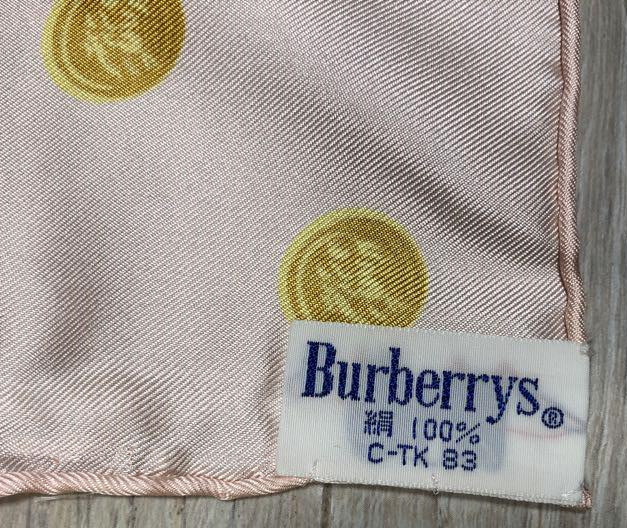 Burberrys®
絹 100%
C-TK 83